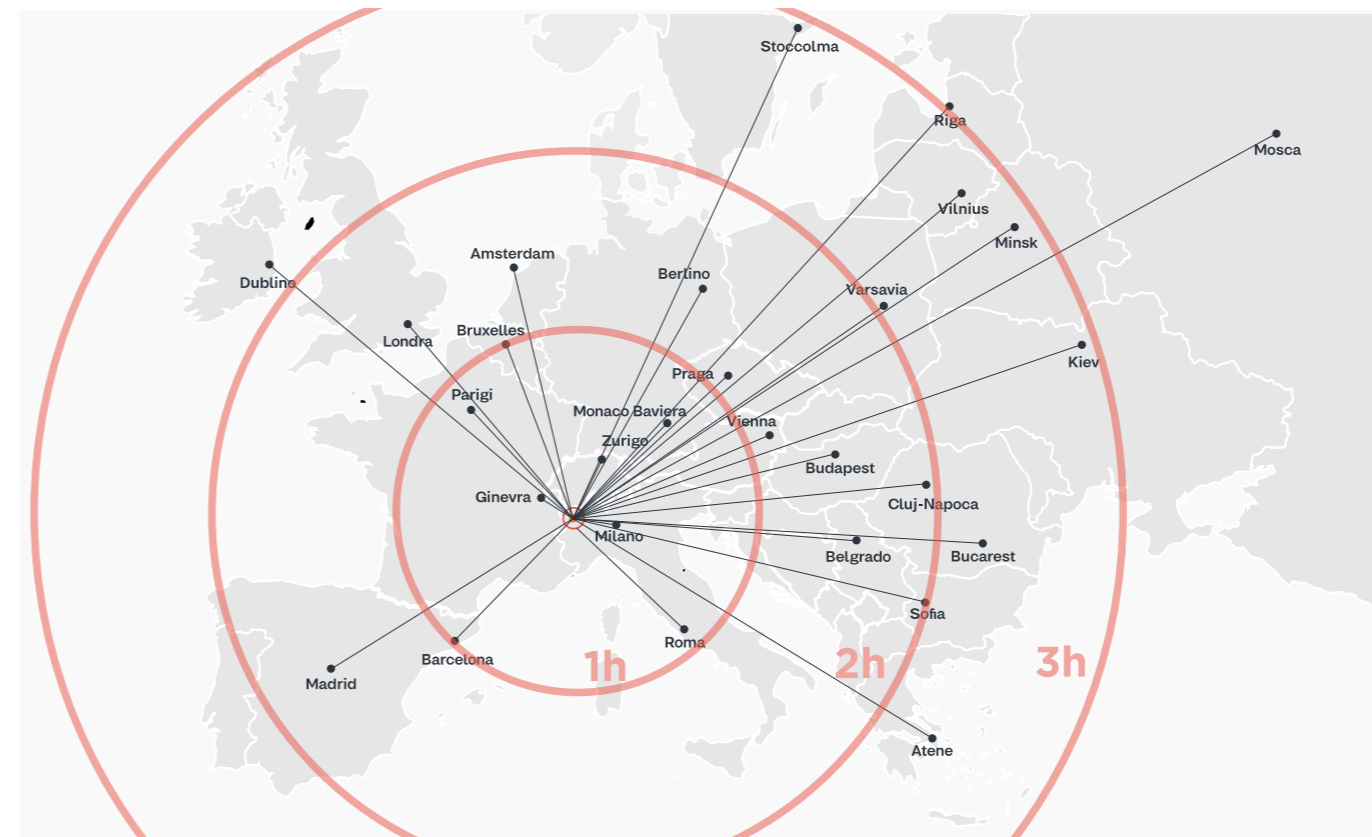 Stoccolma
Riga
Mosca
Vilnius
Minsk
Amsterdam
Berlino
Dublino
Varsavia
Bruxelles
Londra
Kiev
Praga
Parigi
Monaco Baviera
Vienna
Zurigo
Budapest
Ginevra
Cluj-Napoca
Milano
Belgrado
Bucarest
Sofia
Roma
Barcelona
1h
2h
3h
Madrid
Atene